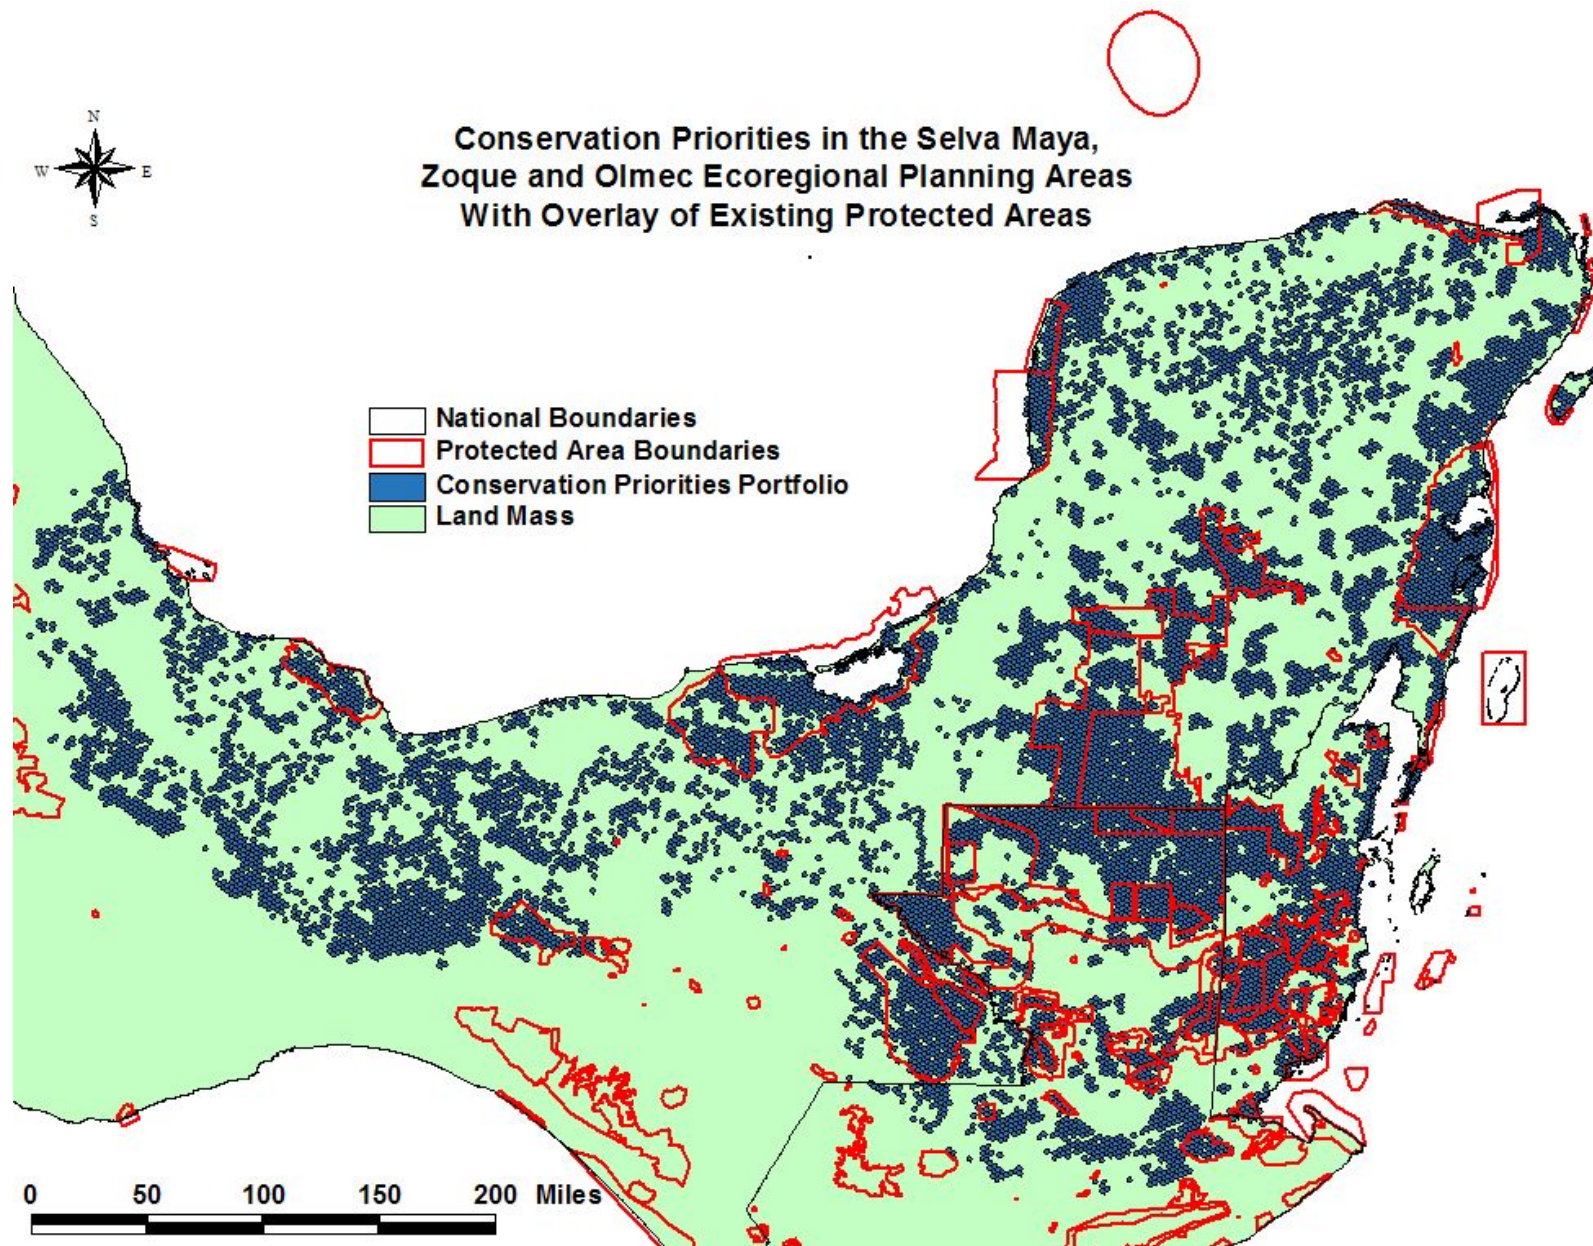 N
W E
S
Conservation Priorities in the Selva Maya,
Zoque and Olmec Ecoregional Planning Areas
With Overlay of Existing Protected Areas
National Boundaries
Protected Area Boundaries
Conservation Priorities Portfolio
Land Mass
0 50 100 150 200 Miles